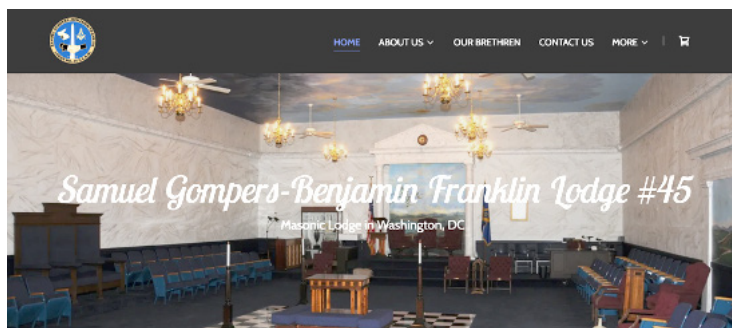 HOME ABOUT US OUR BRETHREN CONTACT US MORE
Samuel Gompers-Benjamin Franklin Lodge #45
Masonic Lodge in Washington, DC